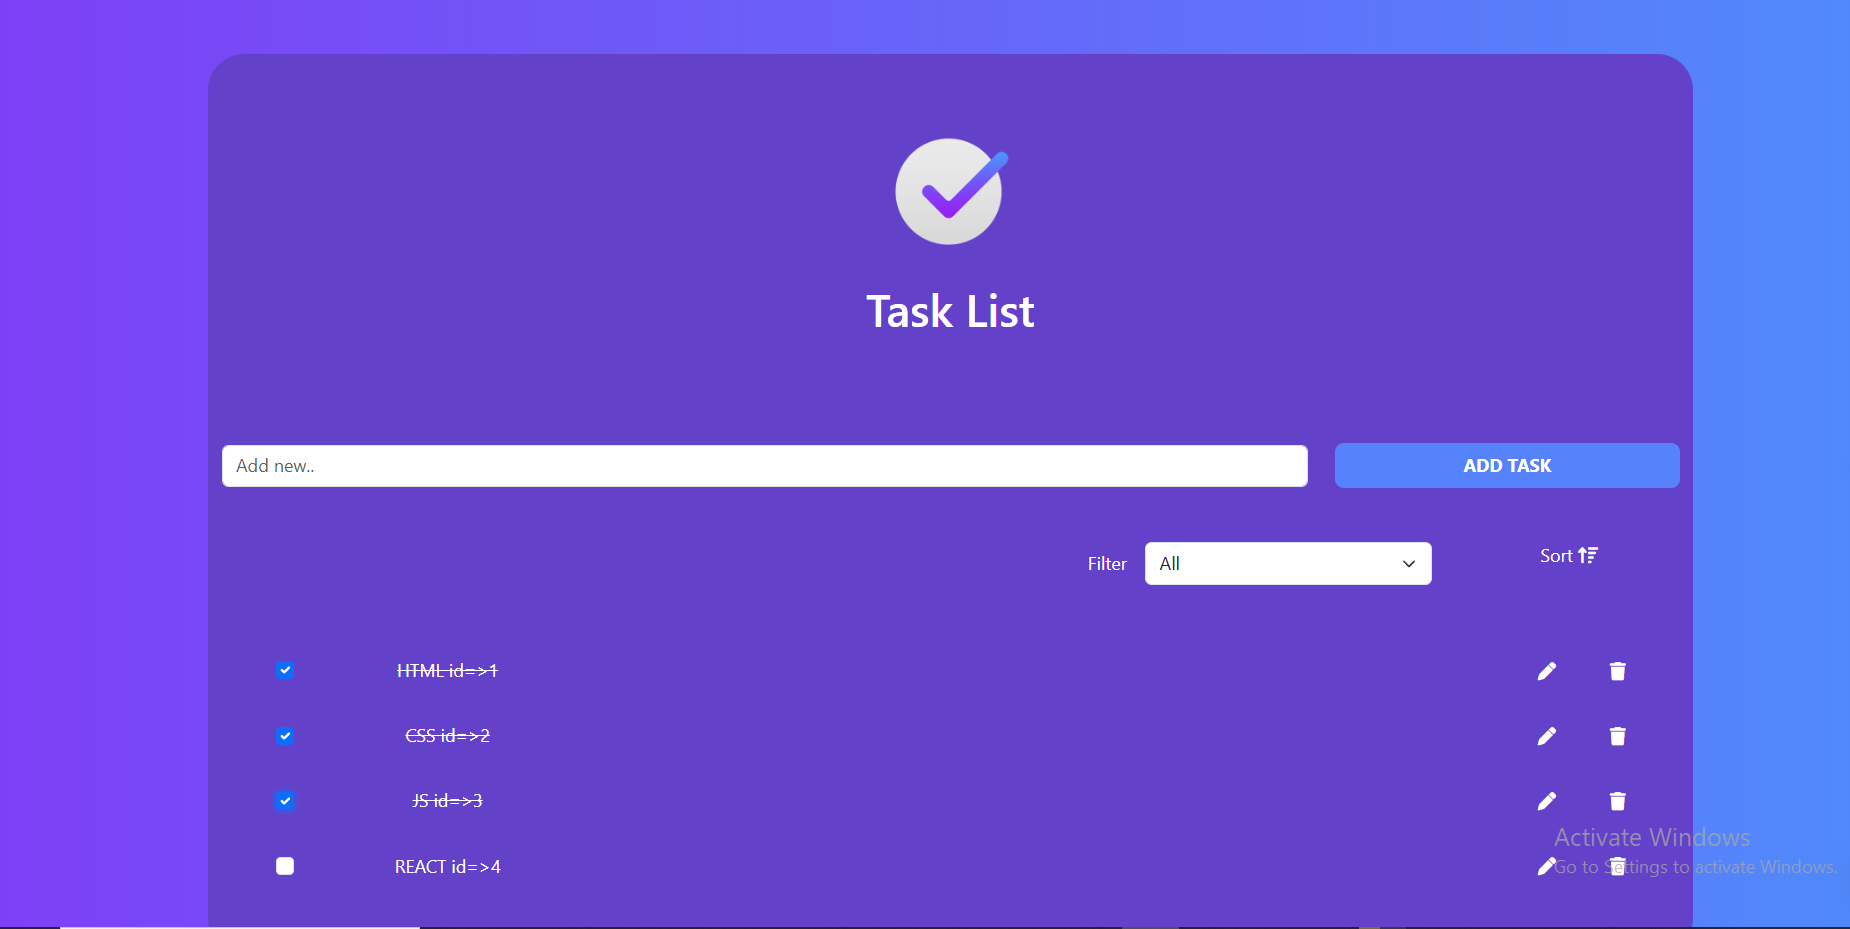 Task List
Add new..
ADD TASK
Filter
All
Sort
HTML id=>1
CSS id=>2
JS id=>3
REACT id=>4
Activate Windows
Go to Settings to activate Windows.